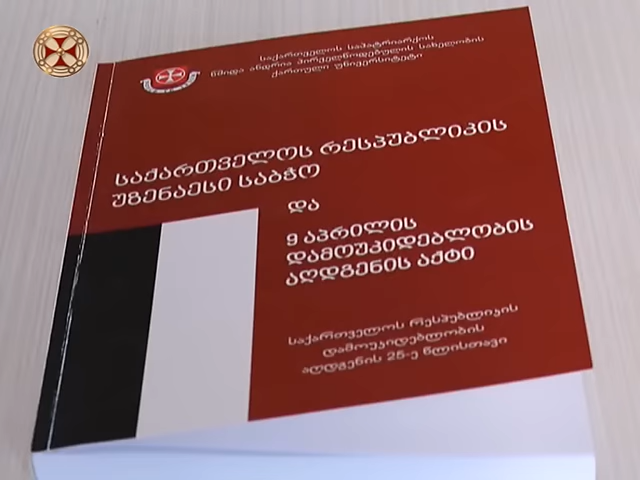 საქართველოს საპატრიარქოს
წმიდა ანდრია პირველწოდებულის სახელობის
ქართული უნივერსიტეტი
საქართველოს რესპუბლიკის
უზენაესი საბჭო
და
9 აპრილის
დამოუკიდებლობის
აღდგენის აქტი
საქართველოს რესპუბლიკის
დამოუკიდებლობის
აღდგენის 25-ე წლისთავი